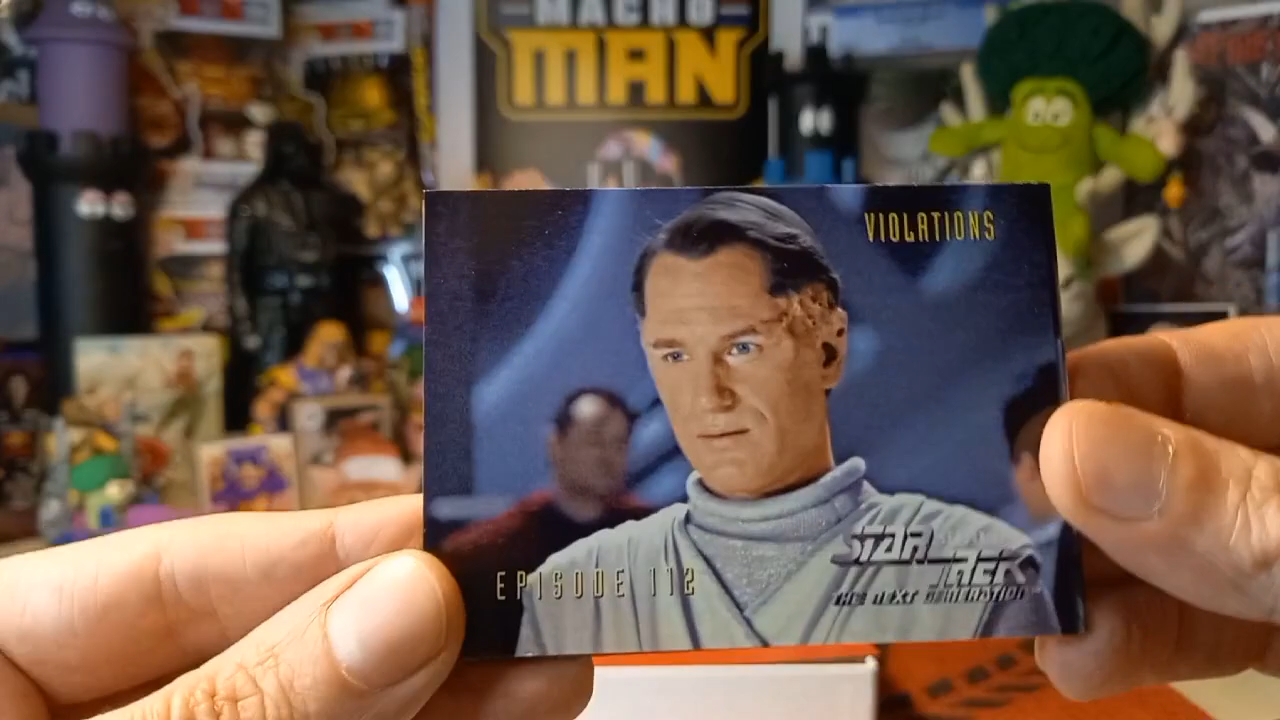 MACHO
MAN
VIOLATIONS
EPISODE 112
STAR TREK
THE NEXT GENERATION